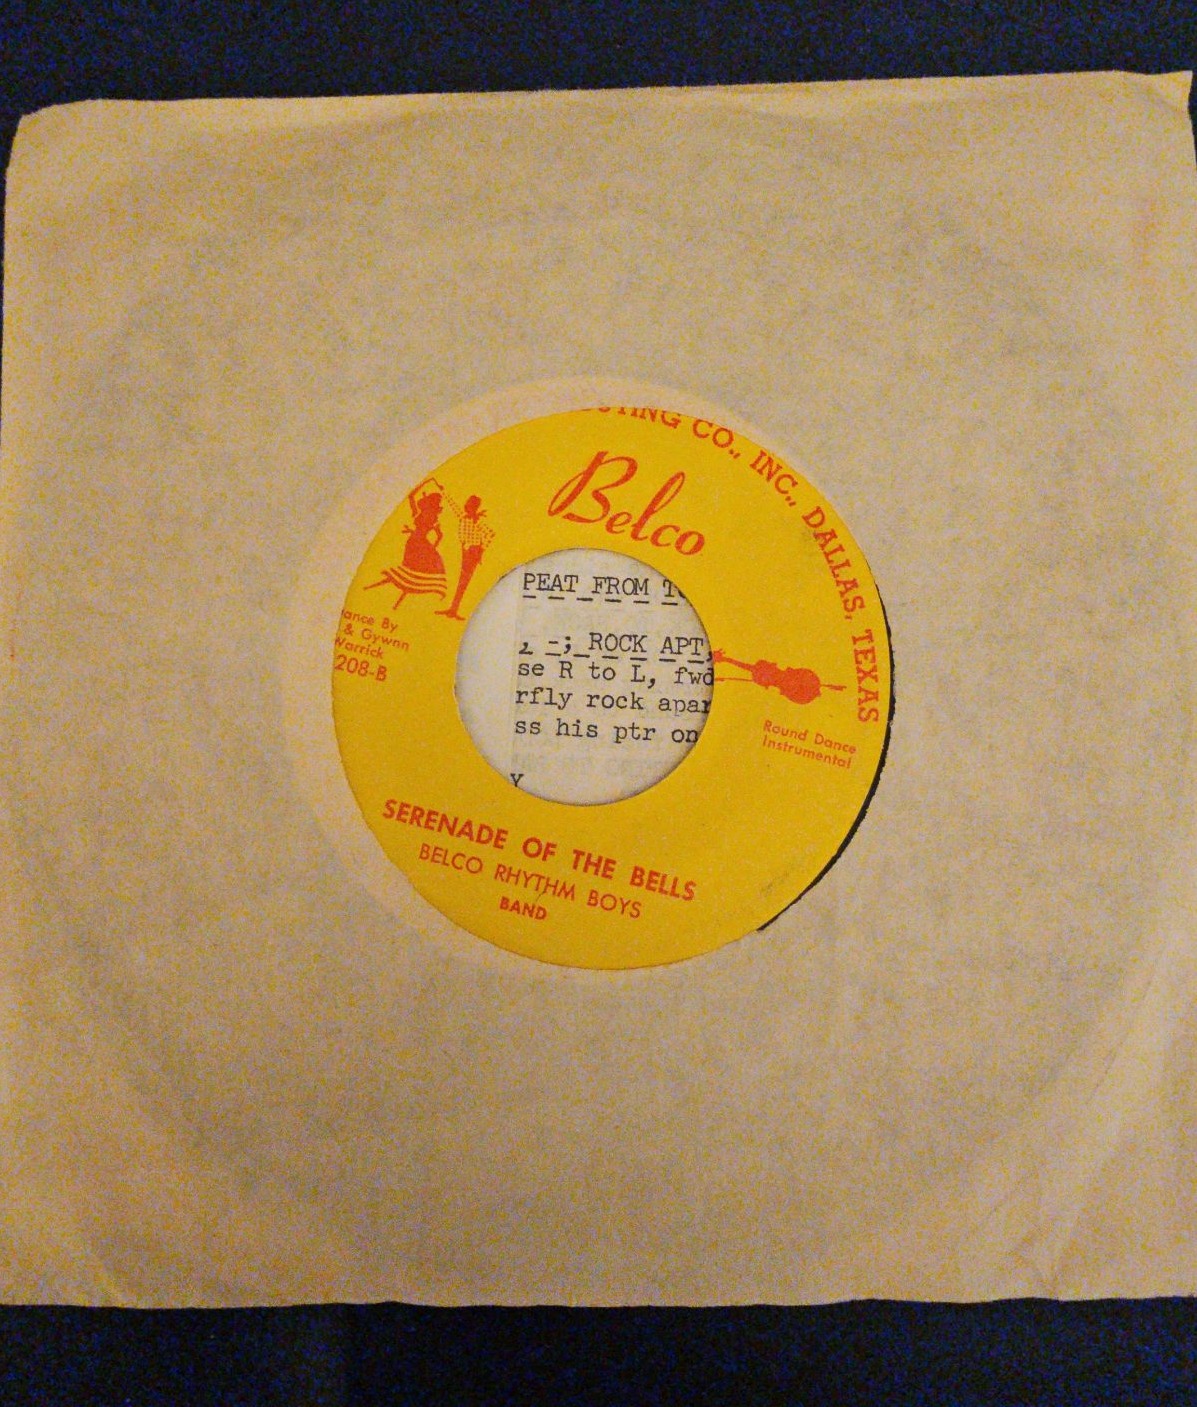 CO., INC., DALLAS, TEXAS
Belco
By
& Gywnn
Warrick
208-B
PEAT FROM
-; ROCK APT,
se R to L, fwd
rfly rock apar
ss his ptr on
y
Round Dance
Instrumental
SERENADE OF THE BELLS
BELCO RHYTHM BOYS
BAND